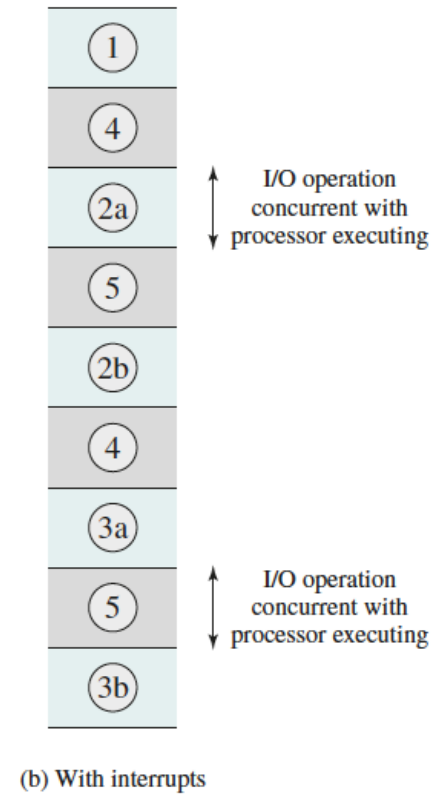 1
4
2a
I/O operation
concurrent with
processor executing
5
2b
4
3a
5
I/O operation
concurrent with
processor executing
3b
(b) With interrupts